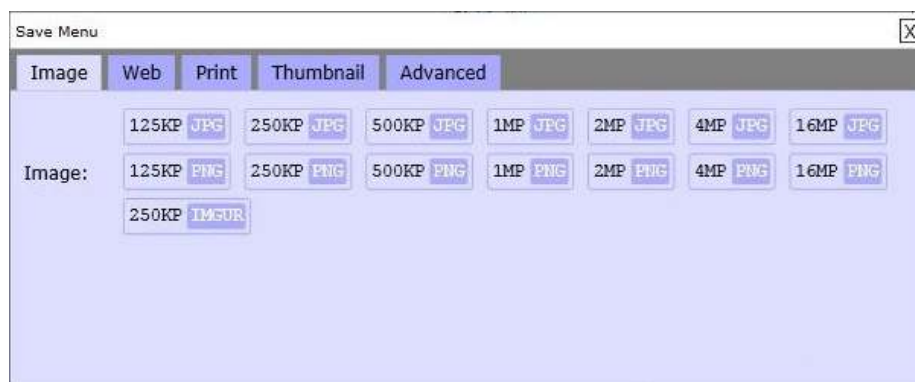 Save Menu X
Image Web Print Thumbnail Advanced
125KP JPG 250KP JPG 500KP JPG 1MP JPG 2MP JPG 4MP JPG 16MP JPG
Image: 125KP PNG 250KP PNG 500KP PNG 1MP PNG 2MP PNG 4MP PNG 16MP PNG
250KP IMGUR